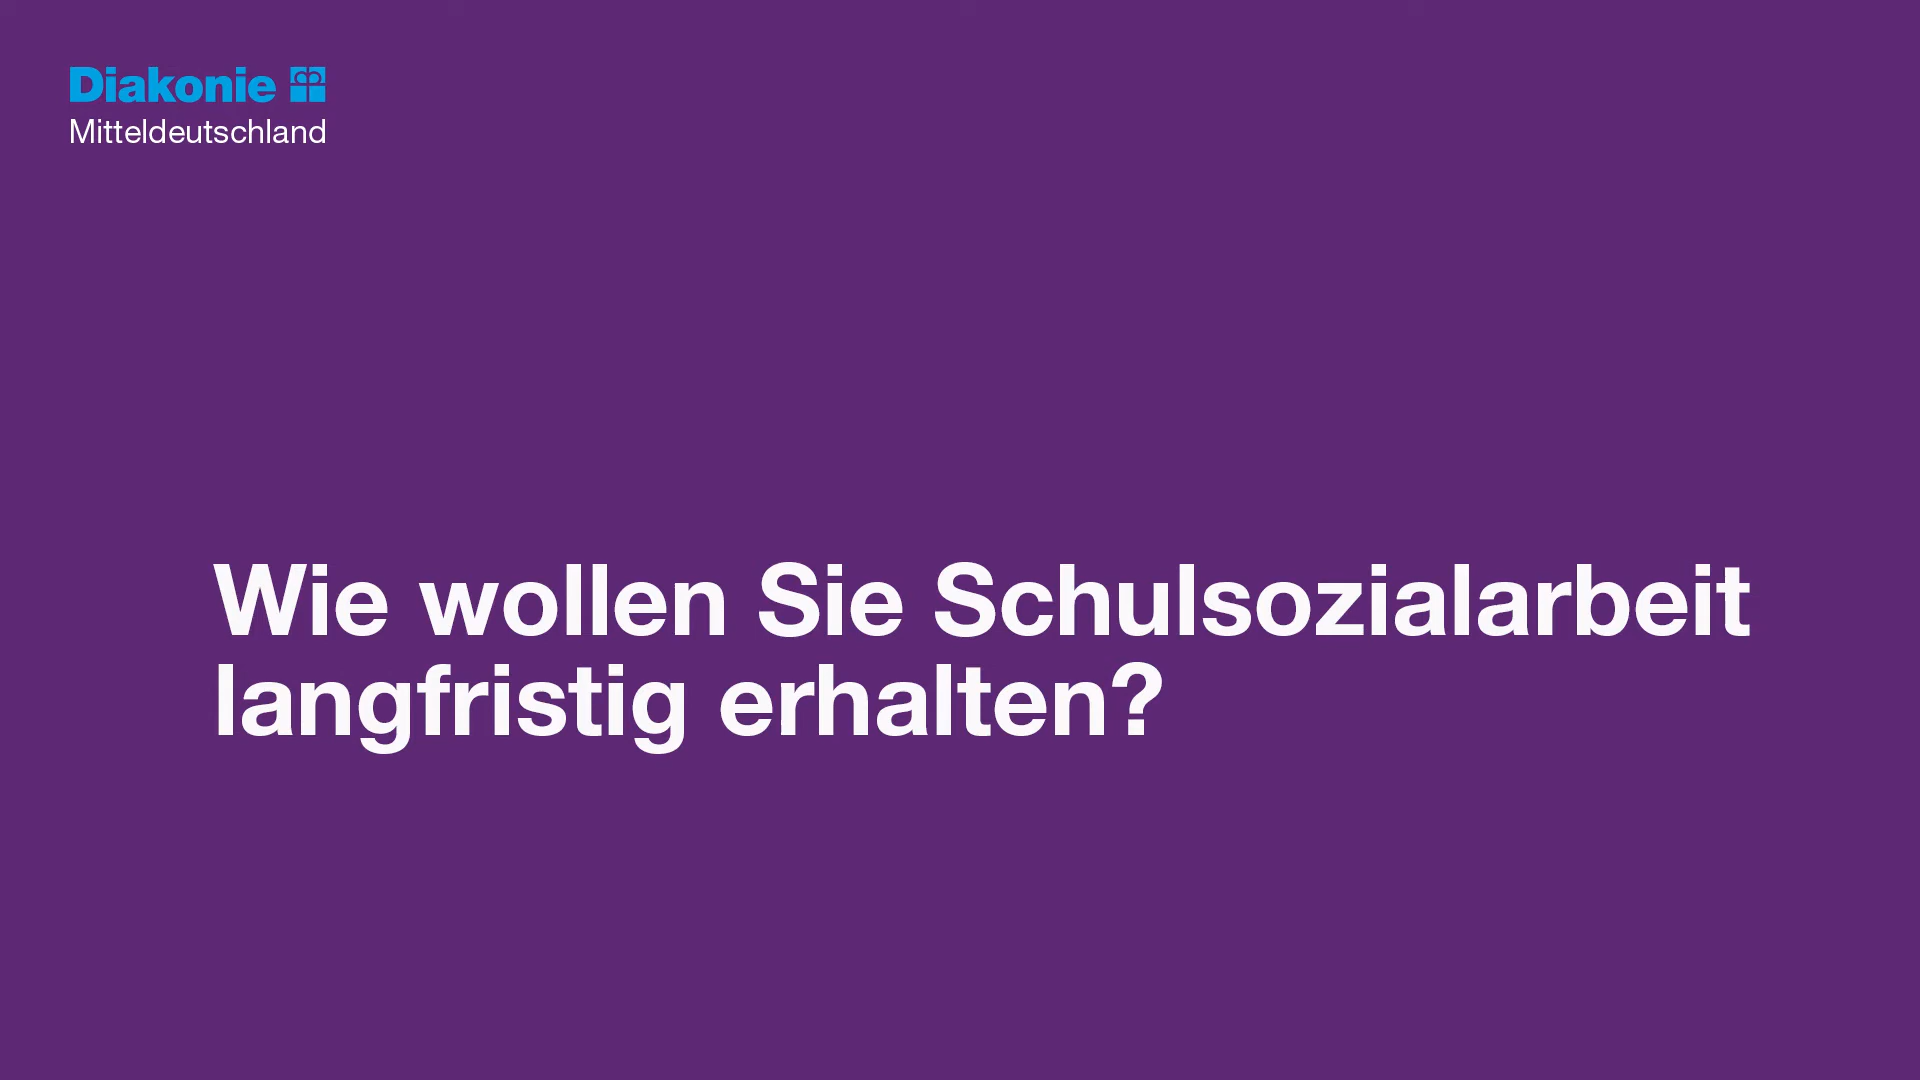 Diakonie
Mitteldeutschland
Wie wollen Sie Schulsozialarbeit
langfristig erhalten?